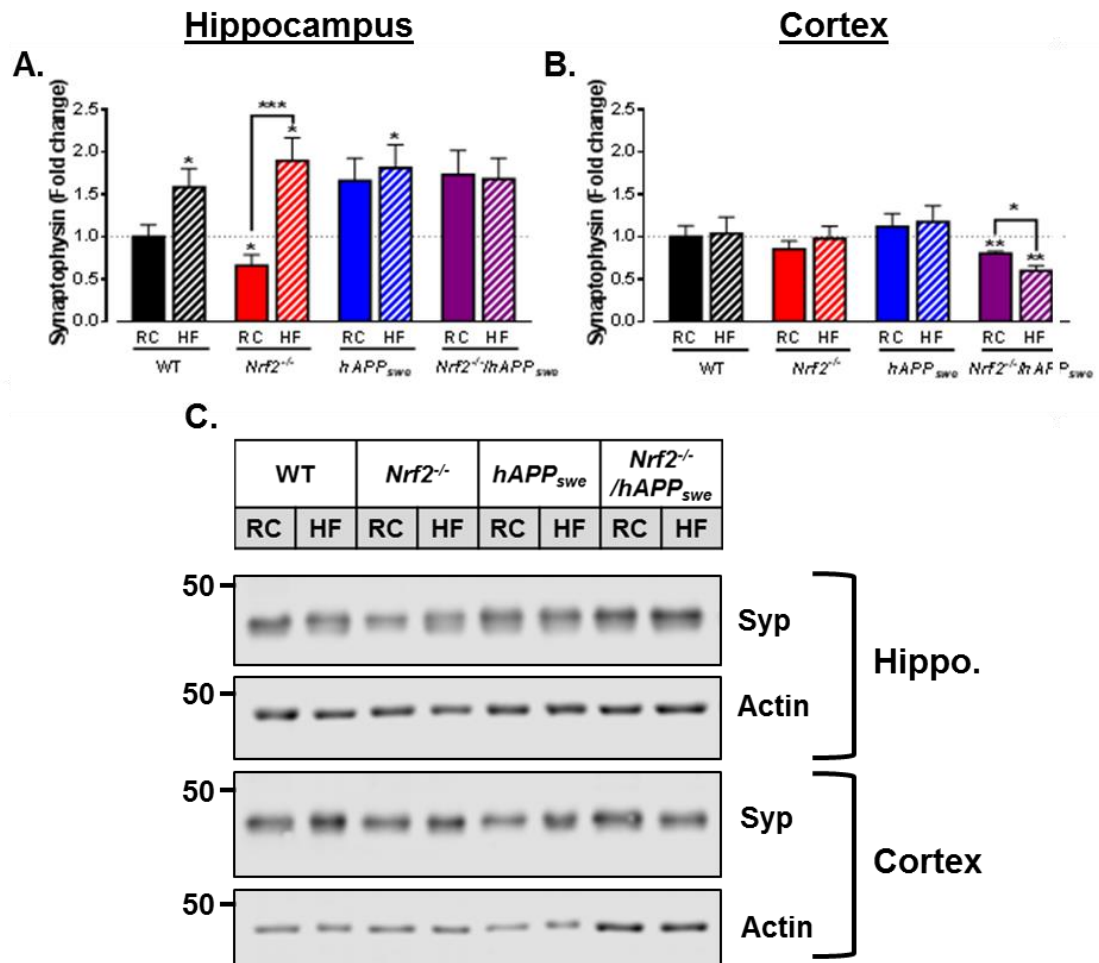 Hippocampus
A.
Synaptophysin (Fold change)
2.5
2.0
1.5
1.0
0.5
0.0
***
* * * *
RC HF RC HF RC HF RC HF
WT Nrf2-/- hAPPswe Nrf2-/-/hAPPswe
Cortex
B.
Synaptophysin (Fold change)
2.5
2.0
1.5
1.0
0.5
0.0
*
** **
RC HF RC HF RC HF RC HF
WT Nrf2-/- hAPPswe Nrf2-/-/hAPPswe
C.
WT Nrf2-/- hAPPswe Nrf2-/-
/hAPPswe
RC HF RC HF RC HF RC HF
50
Syp
50
Actin
Hippo.
50
Syp
50
Actin
Cortex